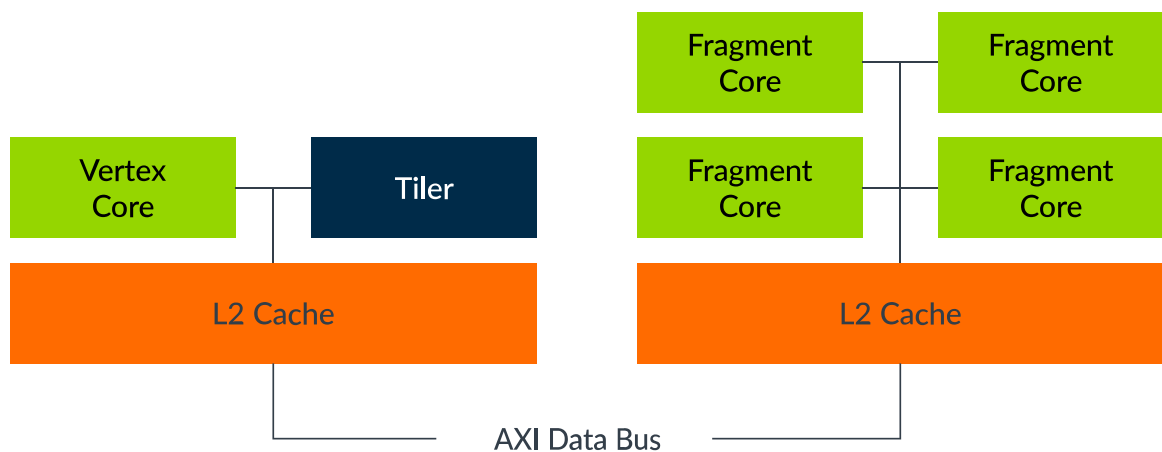 Fragment
Core
Fragment
Core
Vertex
Core
Tiler
Fragment
Core
Fragment
Core
L2 Cache
L2 Cache
AXI Data Bus